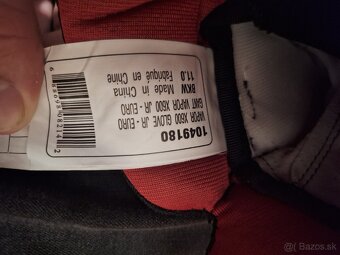 1049180
VAPOR X600 GLOVE JR - EURO
GANT VAPOR X600 JR - EURO
BKW Made in China
11.0 Fabriqué en Chine
Bazos.sk